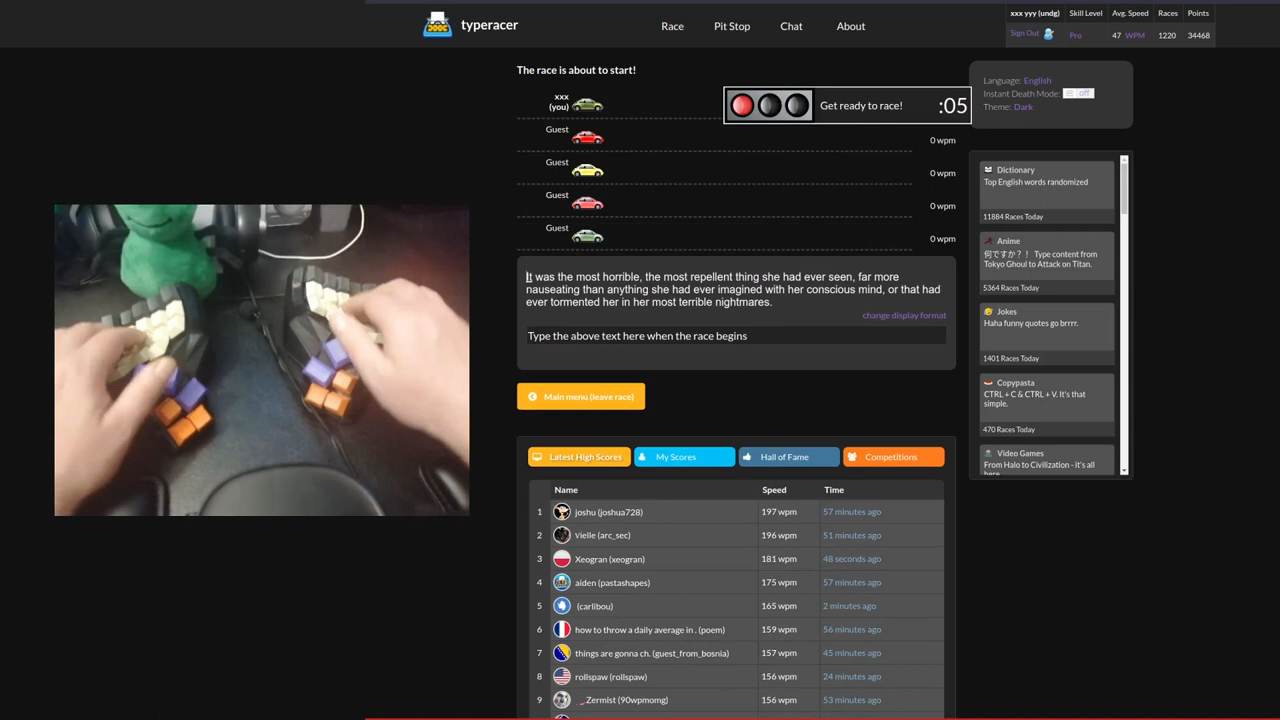 typeracer
Race Pit Stop Chat About
xxx yyy (undg) Skill Level Avg. Speed Races Points
Sign Out Pro 47 WPM 1220 34468
The race is about to start!
xxx
(you)
Get ready to race! :05
Guest
0 wpm
Guest
0 wpm
Guest
0 wpm
Guest
0 wpm
It was the most horrible, the most repellent thing she had ever seen, far more
nauseating than anything she had ever imagined with her conscious mind, or that had
ever tormented her in her most terrible nightmares.
change display format
Type the above text here when the race begins
Main menu (leave race)
Language: English
Instant Death Mode: off
Theme: Dark
Dictionary
Top English words randomized
11884 Races Today
Anime
何ですか？！ Type content from
Tokyo Ghoul to Attack on Titan.
5364 Races Today
Jokes
Haha funny quotes go brrrr.
1401 Races Today
Copypasta
CTRL + C & CTRL + V. It's that
simple.
470 Races Today
Video Games
From Halo to Civilization - it's all
here
Latest High Scores My Scores Hall of Fame Competitions
Name Speed Time
1 joshu (joshua728) 197 wpm 57 minutes ago
2 Vielle (arc_sec) 196 wpm 51 minutes ago
3 Xeogran (xeogran) 181 wpm 48 seconds ago
4 aiden (pastashapes) 175 wpm 57 minutes ago
5 (carlibou) 165 wpm 2 minutes ago
6 how to throw a daily average in . (poem) 159 wpm 56 minutes ago
7 things are gonna ch. (guest_from_bosnia) 157 wpm 45 minutes ago
8 rollspaw (rollspaw) 156 wpm 24 minutes ago
9 Zermist (90wpmomg) 156 wpm 53 minutes ago